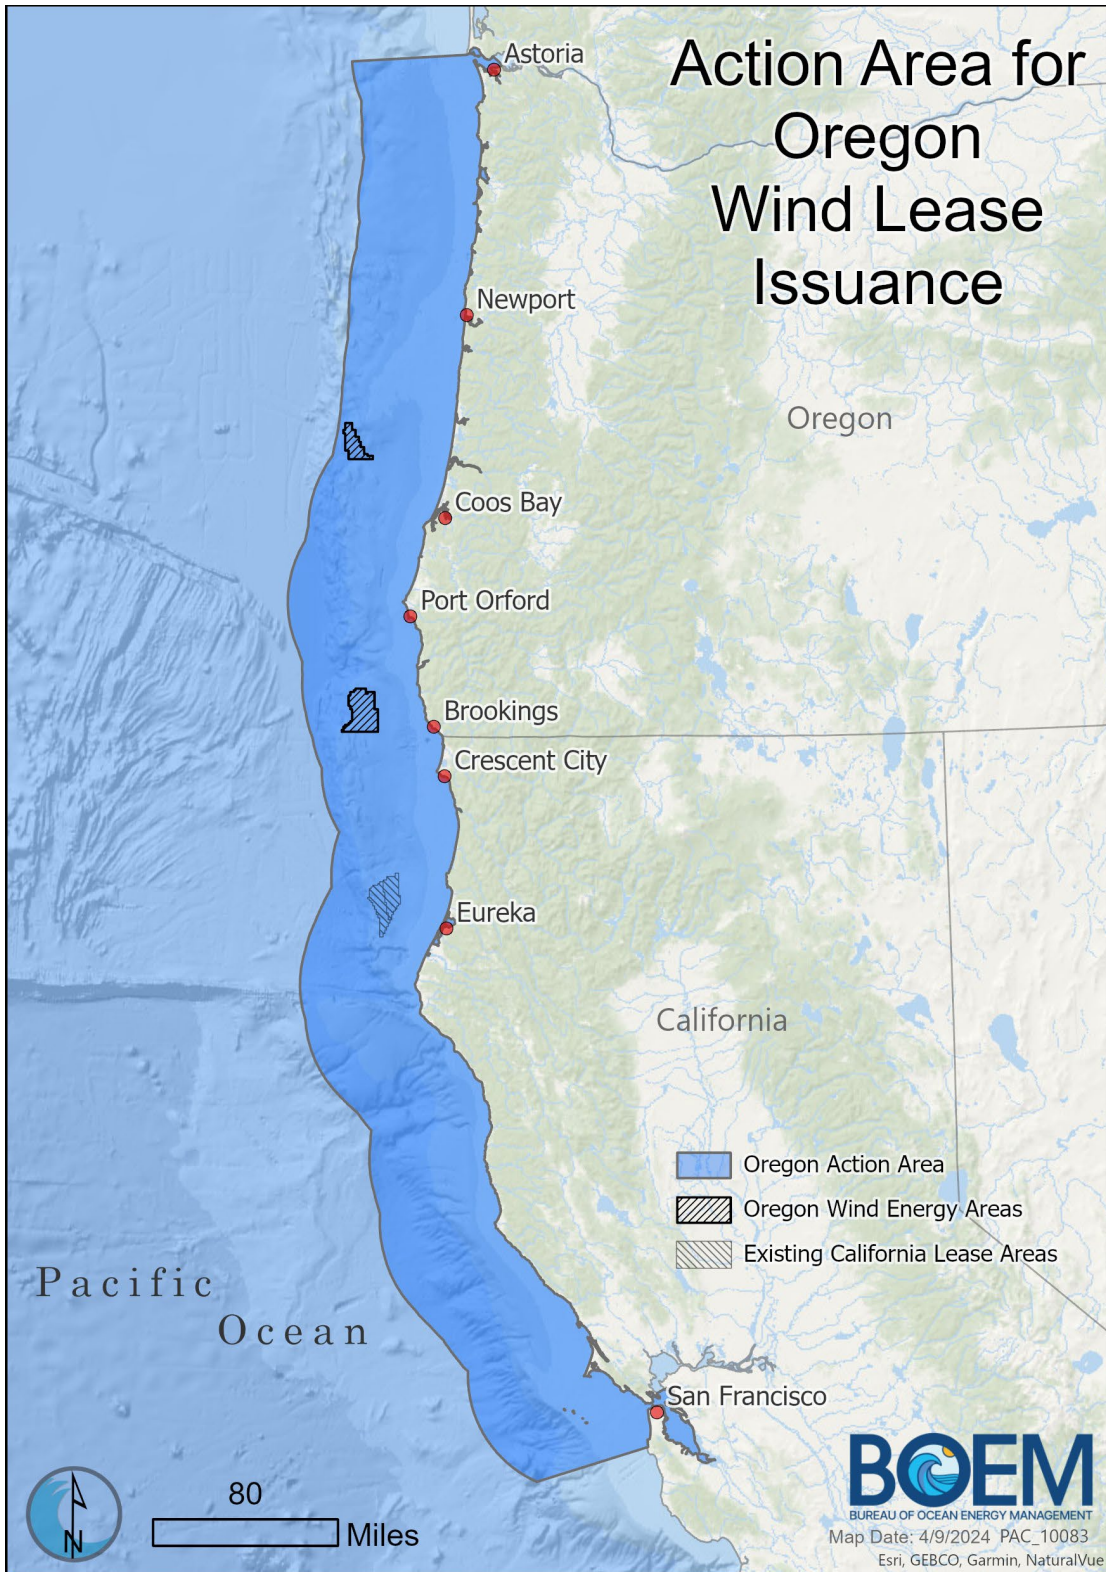 Action Area for
Oregon
Wind Lease
Issuance
Astoria
Newport
Oregon
Coos Bay
Port Orford
Brookings
Crescent City
Eureka
California
Oregon Action Area
Oregon Wind Energy Areas
Existing California Lease Areas
Pacific
Ocean
San Francisco
N
80
Miles
BOEM
BUREAU OF OCEAN ENERGY MANAGEMENT
Map Date: 4/9/2024 PAC_10083
Esri, GEBCO, Garmin, NaturalVue